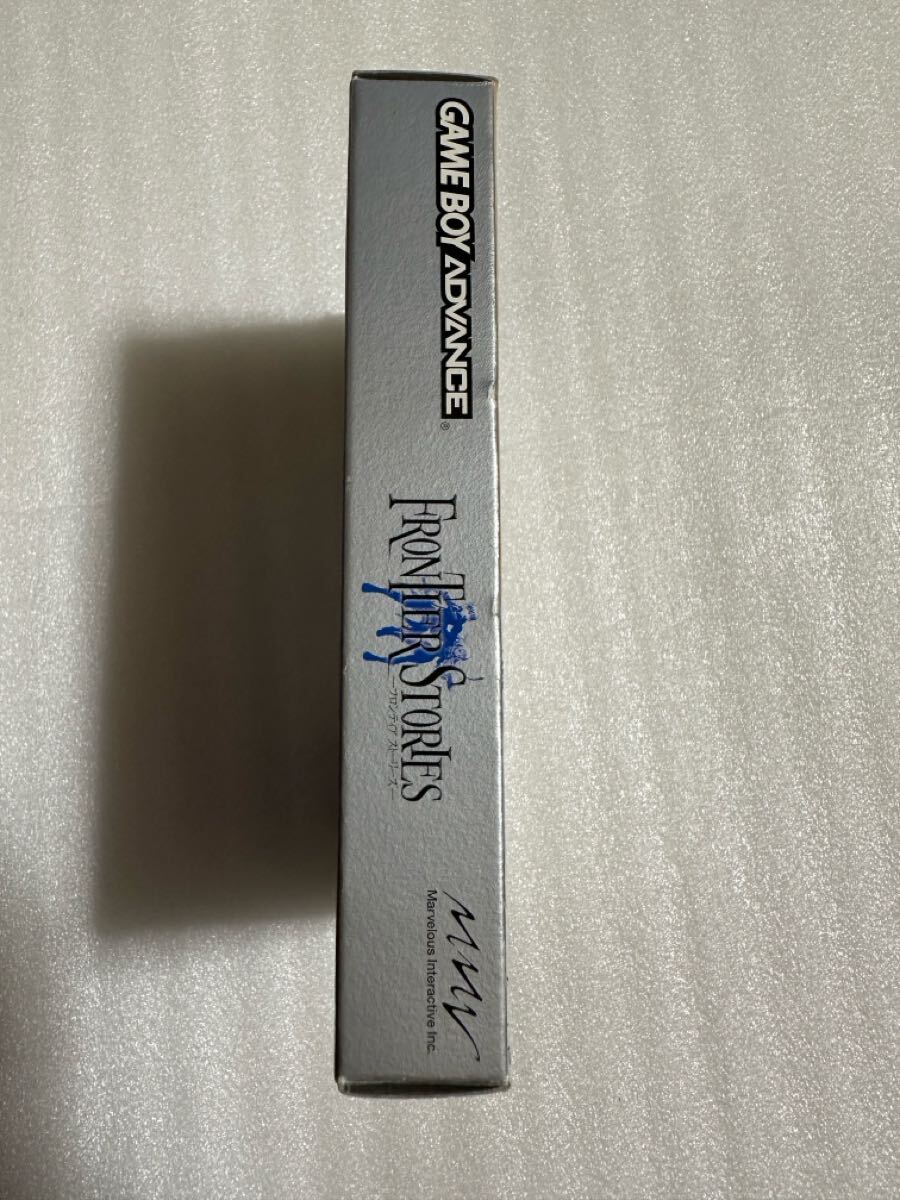 GAME BOY ADVANCE®
FRONTIER STORIES
—フロンティア ストーリーズ—
MMV
Marvelous Interactive Inc.